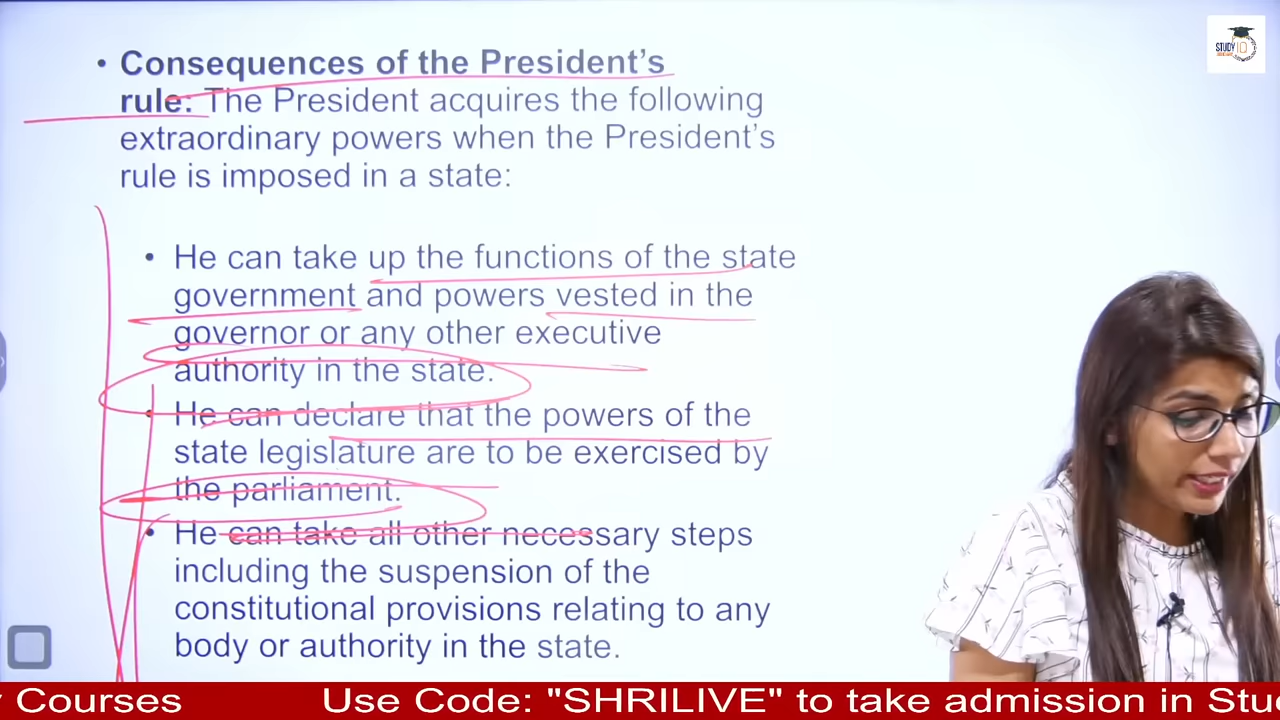 STUDY IQ
• Consequences of the President's
rule: The President acquires the following
extraordinary powers when the President's
rule is imposed in a state:
• He can take up the functions of the state
government and powers vested in the
governor or any other executive
authority in the state.
• He can declare that the powers of the
state legislature are to be exercised by
the parliament.
• He can take all other necessary steps
including the suspension of the
constitutional provisions relating to any
body or authority in the state.
y Courses Use Code: "SHRILIVE" to take admission in Stu